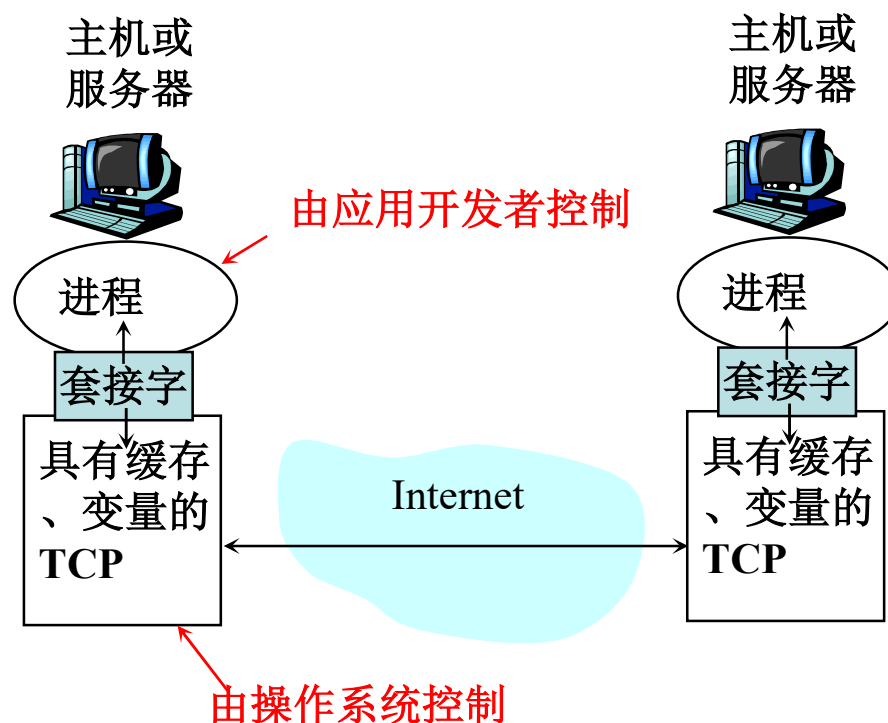 主机或
服务器
主机或
服务器
由应用开发者控制
进程
进程
套接字
套接字
具有缓存
、变量的
TCP
Internet
具有缓存
、变量的
TCP
由操作系统控制